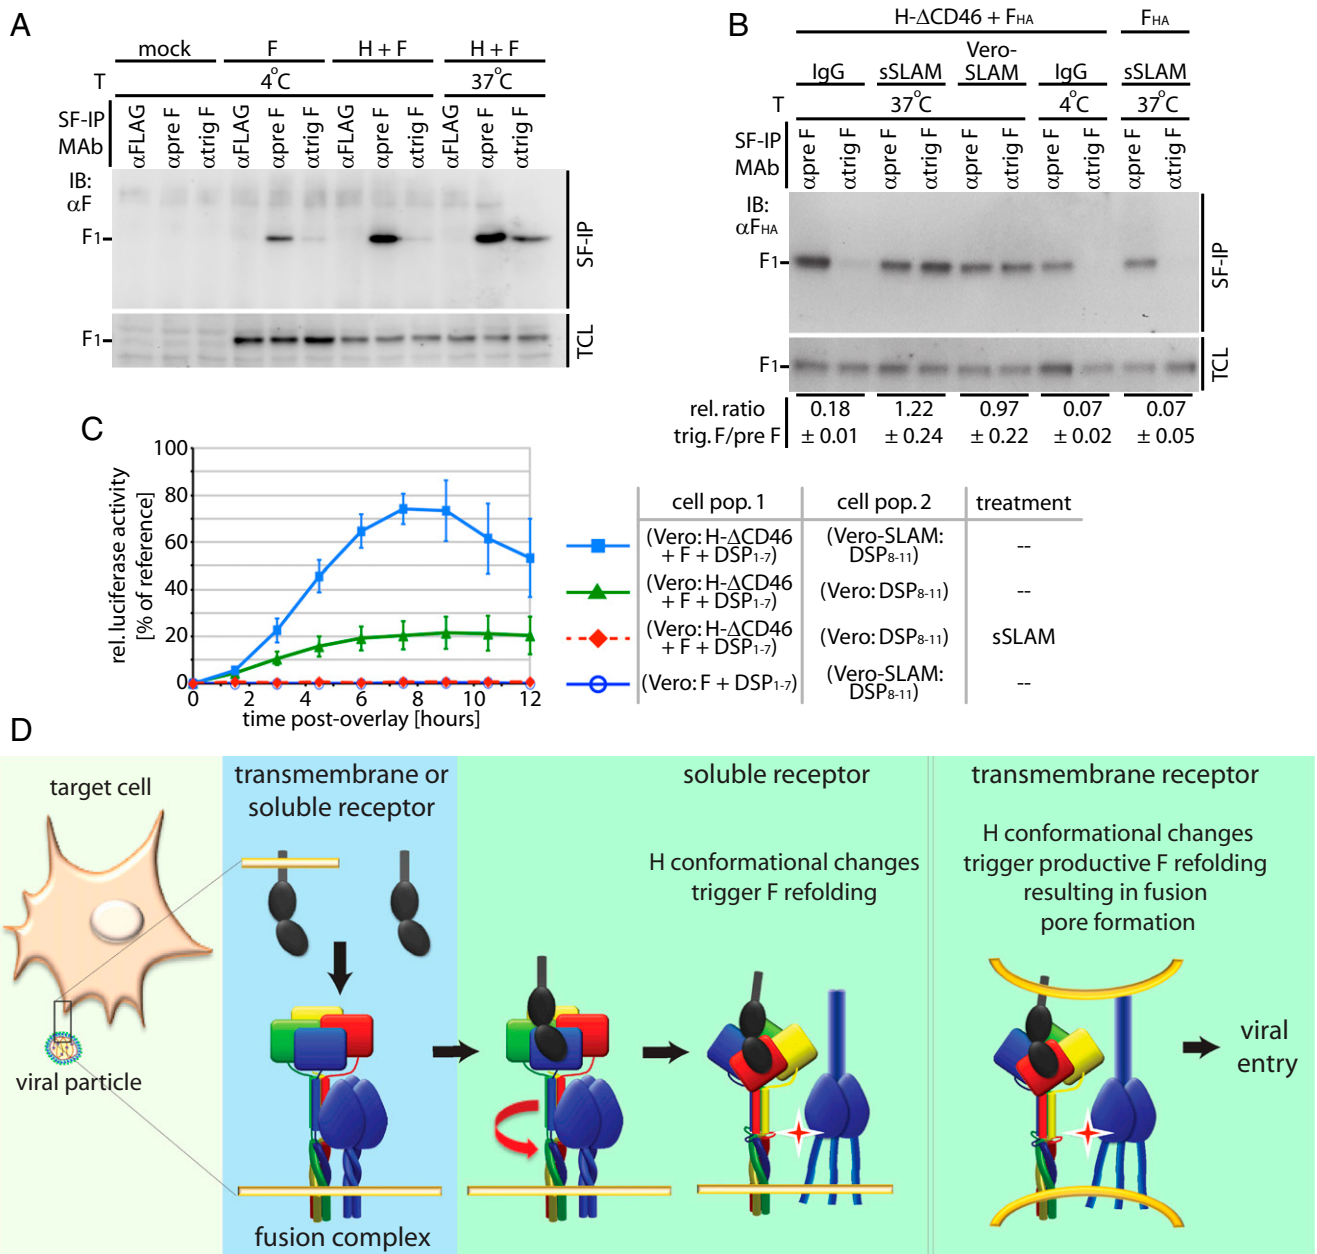 A
mock F H + F H + F
T 4°C 37°C
SF-IP MAb
αFLAG αpre F αtrig F αFLAG αpre F αtrig F αFLAG αpre F αtrig F αFLAG αpre F αtrig F
IB: αF
F1
SF-IP
F1
TCL
B
H-ΔCD46 + FHA FHA
IgG sSLAM Vero-SLAM IgG sSLAM
T 37°C 4°C 37°C
SF-IP MAb
αpre F αtrig F αpre F αtrig F αpre F αtrig F αpre F αtrig F αpre F αtrig F
IB: αFHA
F1
SF-IP
F1
TCL
rel. ratio 0.18 1.22 0.97 0.07 0.07
trig. F/pre F ± 0.01 ± 0.24 ± 0.22 ± 0.02 ± 0.05
C
rel. luciferase activity
[% of reference]
100
80
60
40
20
0
0 2 4 6 8 10 12
time post-overlay [hours]
cell pop. 1 cell pop. 2 treatment
(Vero: H-ΔCD46 (Vero-SLAM:
+ F + DSP1-7) DSP8-11) --
(Vero: H-ΔCD46
+ F + DSP1-7) (Vero: DSP8-11) --
(Vero: H-ΔCD46
+ F + DSP1-7) (Vero: DSP8-11) sSLAM
(Vero: F + DSP1-7) (Vero-SLAM:
DSP8-11) --
D
target cell
viral particle
transmembrane or
soluble receptor
fusion complex
soluble receptor
H conformational changes
trigger F refolding
transmembrane receptor
H conformational changes
trigger productive F refolding
resulting in fusion
pore formation
viral
entry